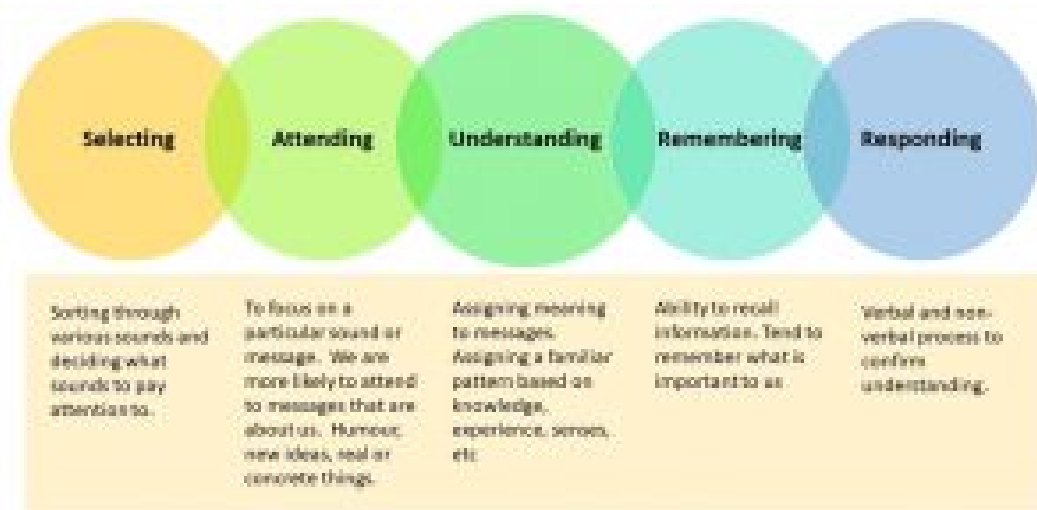 Selecting
Attending
Understanding
Remembering
Responding
Sorting through
various sounds and
deciding what
sounds to pay
attention to.
To focus on a
particular sound or
message. We are
more likely to attend
to messages that are
about us. Humour,
new ideas, real or
concrete things.
Assigning meaning
to messages.
Assigning a familiar
pattern based on
knowledge,
experience, senses,
etc
Ability to recall
information. Tend to
remember what is
important to us
Verbal and non-
verbal process to
confirm
understanding.